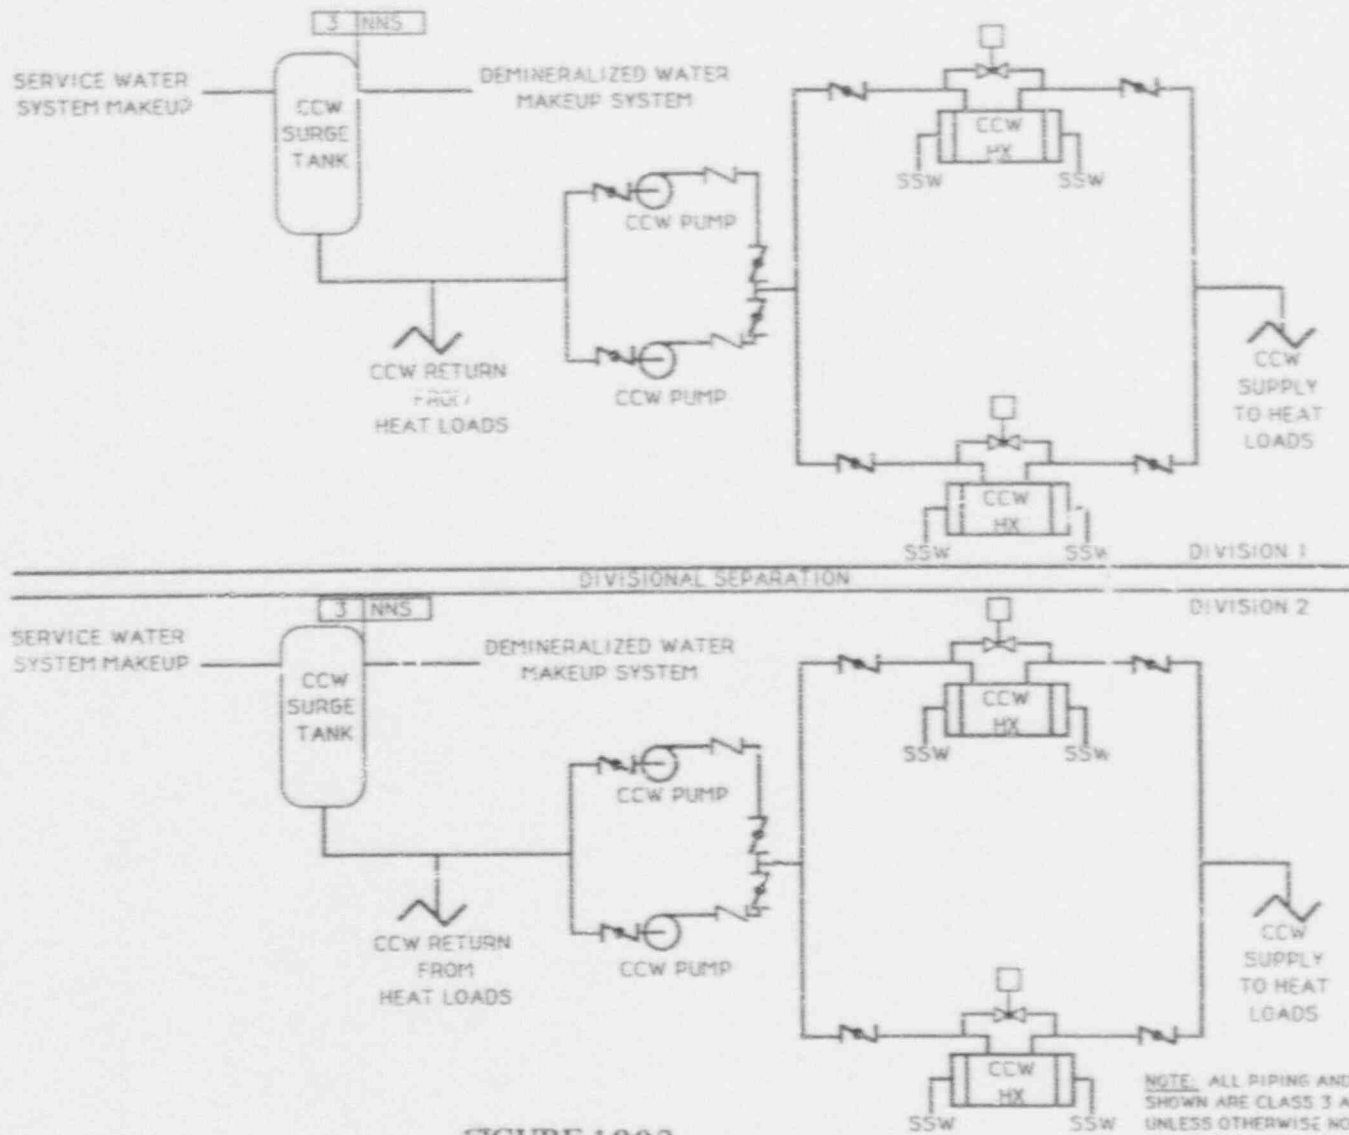 3 NNS
SERVICE WATER
SYSTEM MAKEUP
CCW
SURGE
TANK
DEMINERALIZED WATER
MAKEUP SYSTEM
CCW
HX
SSW
SSW
CCW PUMP
CCW PUMP
CCW RETURN
HEAT LOADS
CCW
SUPPLY
TO HEAT
LOADS
CCW
HX
SSW
SSW
DIVISION 1
DIVISIONAL SEPARATION
DIVISION 2
3 NNS
SERVICE WATER
SYSTEM MAKEUP
CCW
SURGE
TANK
DEMINERALIZED WATER
MAKEUP SYSTEM
CCW
HX
SSW
SSW
CCW PUMP
CCW PUMP
CCW RETURN
FROM
HEAT LOADS
CCW
SUPPLY
TO HEAT
LOADS
CCW
HX
SSW
SSW
NOTE: ALL PIPING AND
SHOWN ARE CLASS 3 A
UNLESS OTHERWISE NO
FIGURE